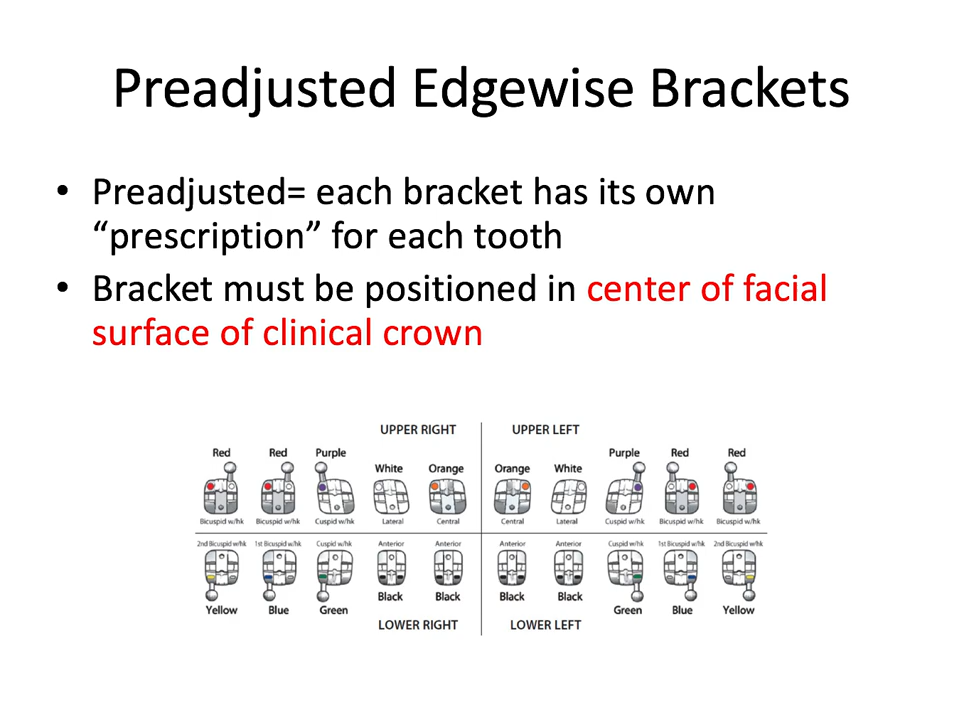 Preadjusted Edgewise Brackets
• Preadjusted= each bracket has its own
“prescription” for each tooth
• Bracket must be positioned in center of facial
surface of clinical crown
UPPER RIGHT UPPER LEFT
Red Red Purple White Orange Orange White Purple Red Red
Bicuspid w/hk Bicuspid w/hk Cuspid w/hk Lateral Central Central Lateral Cuspid w/hk Bicuspid w/hk Bicuspid w/hk
2nd Bicuspid w/hk 1st Bicuspid w/hk Cuspid w/hk Anterior Anterior Anterior Anterior Cuspid w/hk 1st Bicuspid w/hk 2nd Bicuspid w/hk
Yellow Blue Green Black Black Black Black Green Blue Yellow
LOWER RIGHT LOWER LEFT